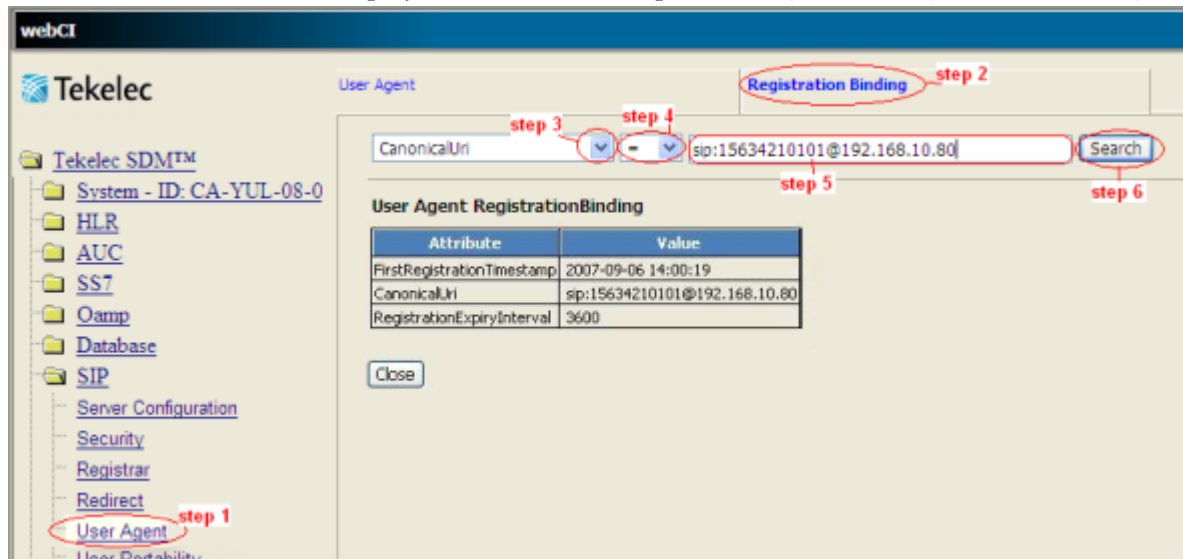 webCI
Tekelec
User Agent
Registration Binding
step 2
step 3
step 4
CanonicalUri
=
sip:15634210101@192.168.10.80
Search
step 5
step 6
Tekelec SDM™
System - ID: CA-YUL-08-0
HLR
AUC
SS7
Oamp
Database
SIP
Server Configuration
Security
Registrar
Redirect
User Agent
step 1
User Portability
User Agent RegistrationBinding
Attribute Value
FirstRegistrationTimestamp 2007-09-06 14:00:19
CanonicalUri sip:15634210101@192.168.10.80
RegistrationExpiryInterval 3600
Close